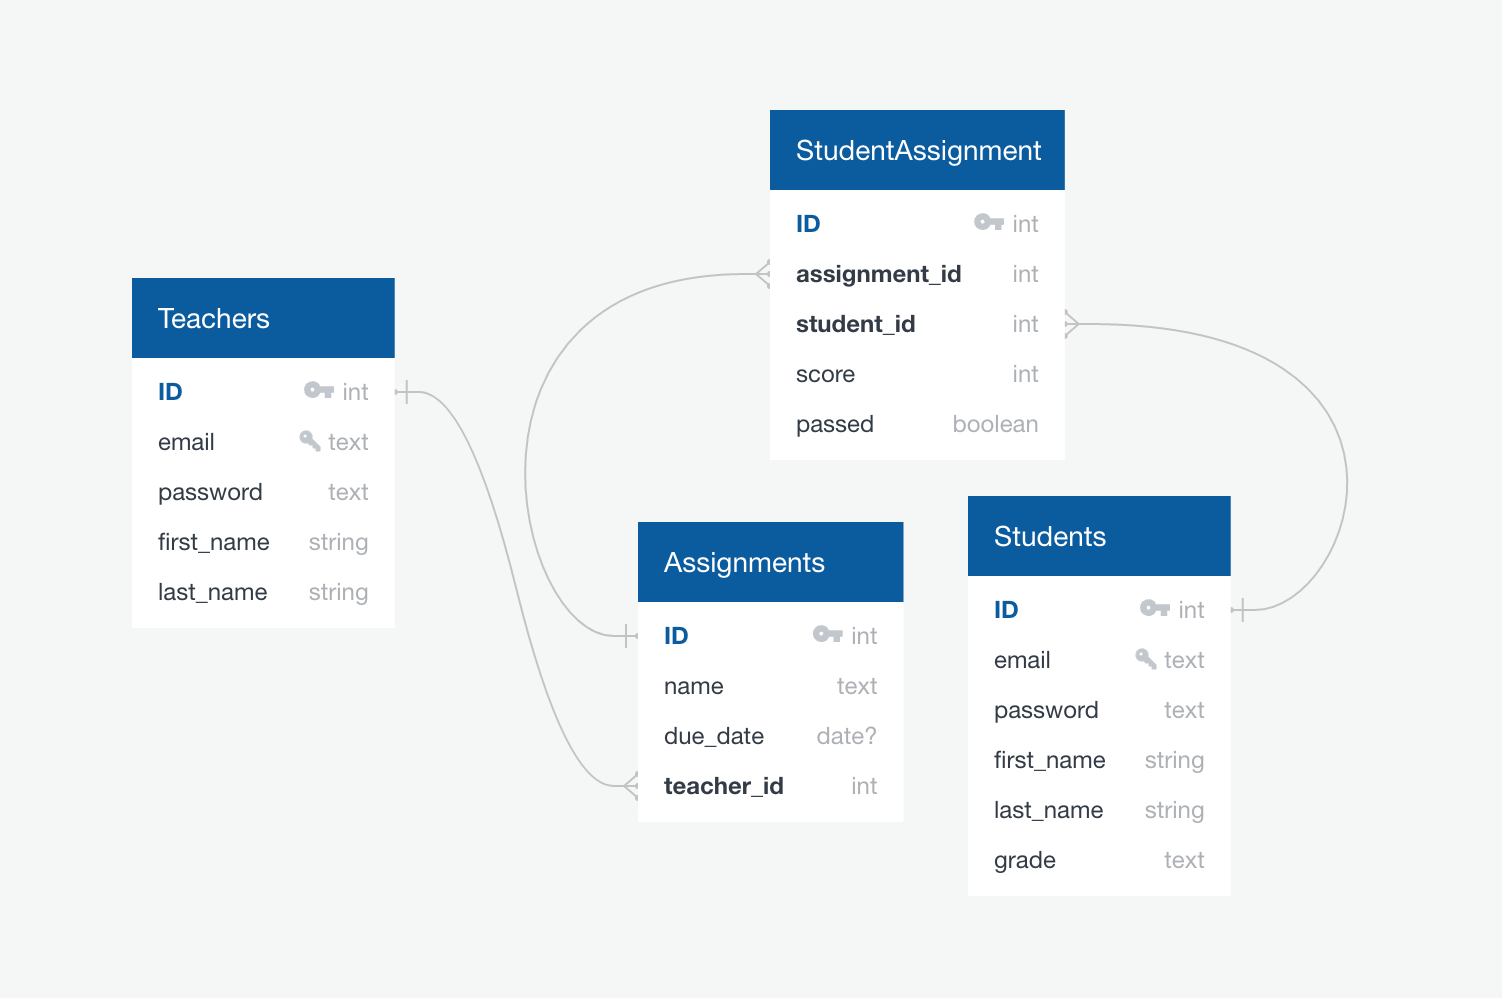 StudentAssignment
ID int
assignment_id int
student_id int
score int
passed boolean
Teachers
ID int
email text
password text
first_name string
last_name string
Assignments
ID int
name text
due_date date?
teacher_id int
Students
ID int
email text
password text
first_name string
last_name string
grade text